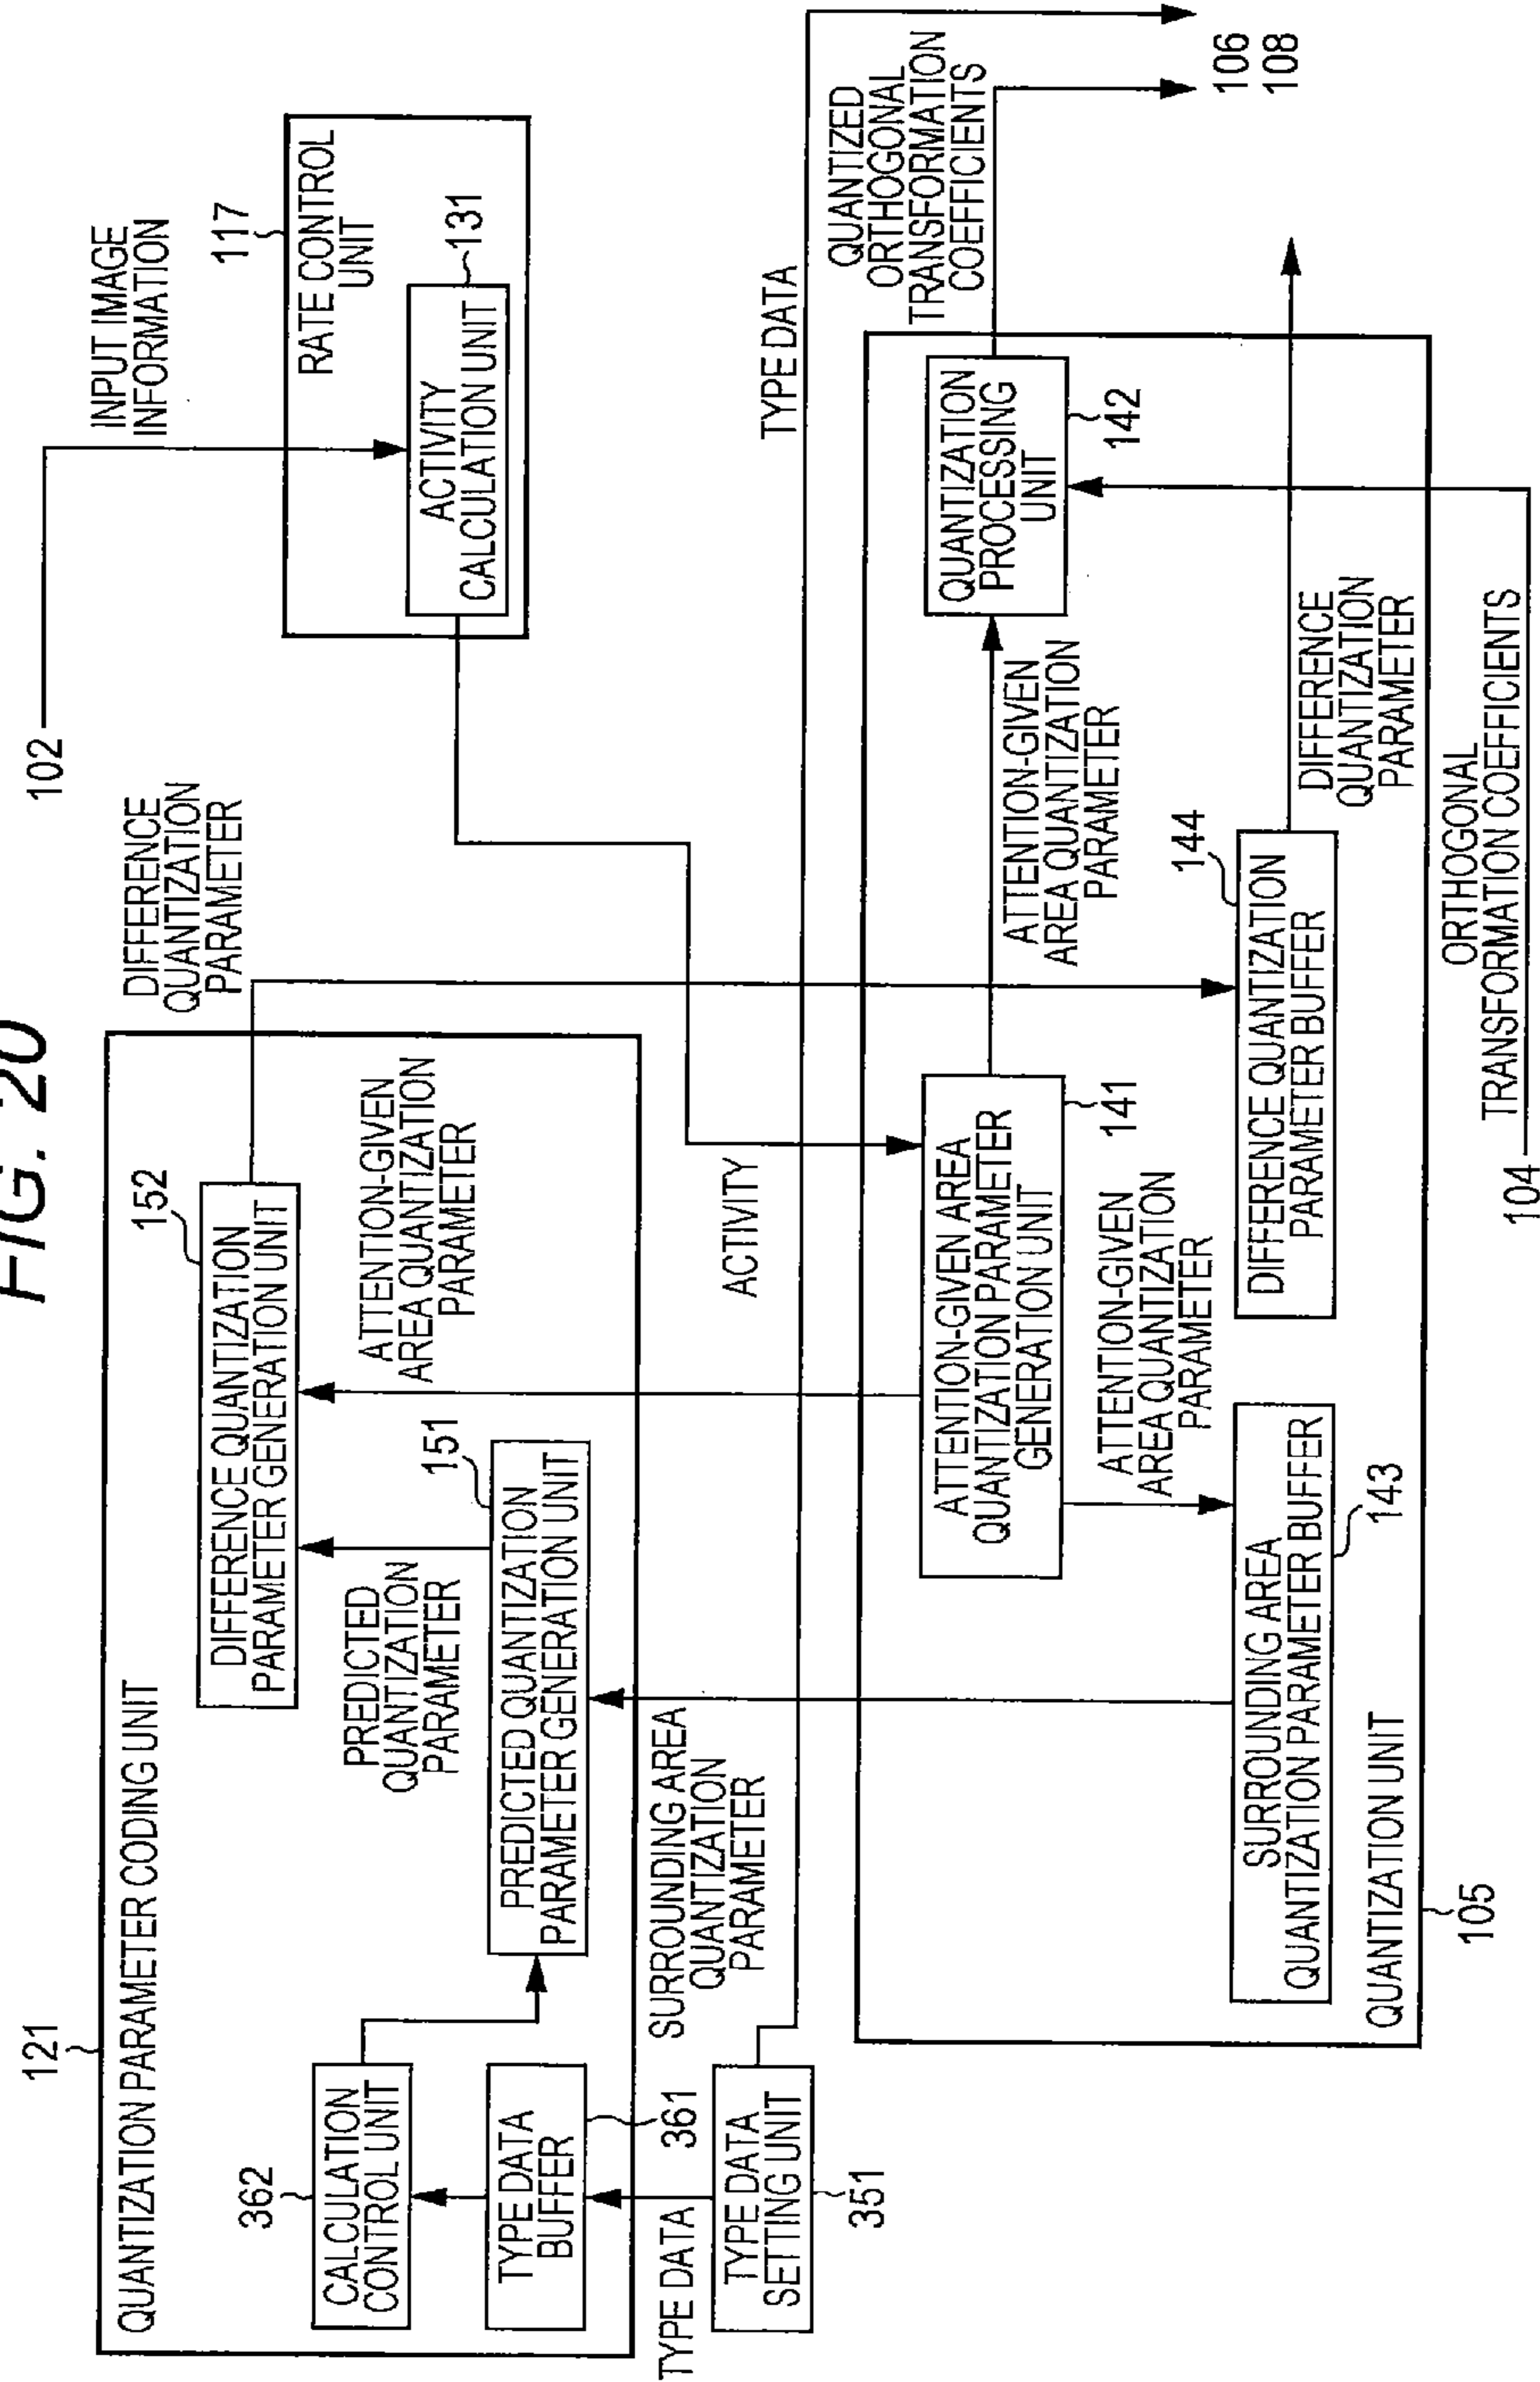 FIG. 20
121
QUANTIZATION PARAMETER CODING UNIT
152
DIFFERENCE QUANTIZATION
PARAMETER GENERATION UNIT
DIFFERENCE
QUANTIZATION
PARAMETER
102
INPUT IMAGE
INFORMATION
117
RATE CONTROL
UNIT
ACTIVITY
CALCULATION UNIT
131
362
CALCULATION
CONTROL UNIT
PREDICTED
QUANTIZATION
PARAMETER
ATTENTION-GIVEN
AREA QUANTIZATION
PARAMETER
TYPE DATA
BUFFER
361
151
PREDICTED QUANTIZATION
PARAMETER GENERATION UNIT
TYPE DATA
SURROUNDING AREA
QUANTIZATION
PARAMETER
ACTIVITY
TYPE DATA
TYPE DATA
SETTING UNIT
351
QUANTIZED
ORTHOGONAL
TRANSFORMATION
COEFFICIENTS
ATTENTION-GIVEN AREA
QUANTIZATION PARAMETER
GENERATION UNIT
141
ATTENTION-GIVEN
AREA QUANTIZATION
PARAMETER
QUANTIZATION
PROCESSING
UNIT
142
106
108
ATTENTION-GIVEN
AREA QUANTIZATION
PARAMETER
144
SURROUNDING AREA
QUANTIZATION PARAMETER BUFFER
143
DIFFERENCE QUANTIZATION
PARAMETER BUFFER
DIFFERENCE
QUANTIZATION
PARAMETER
QUANTIZATION UNIT
105
ORTHOGONAL
TRANSFORMATION COEFFICIENTS
104